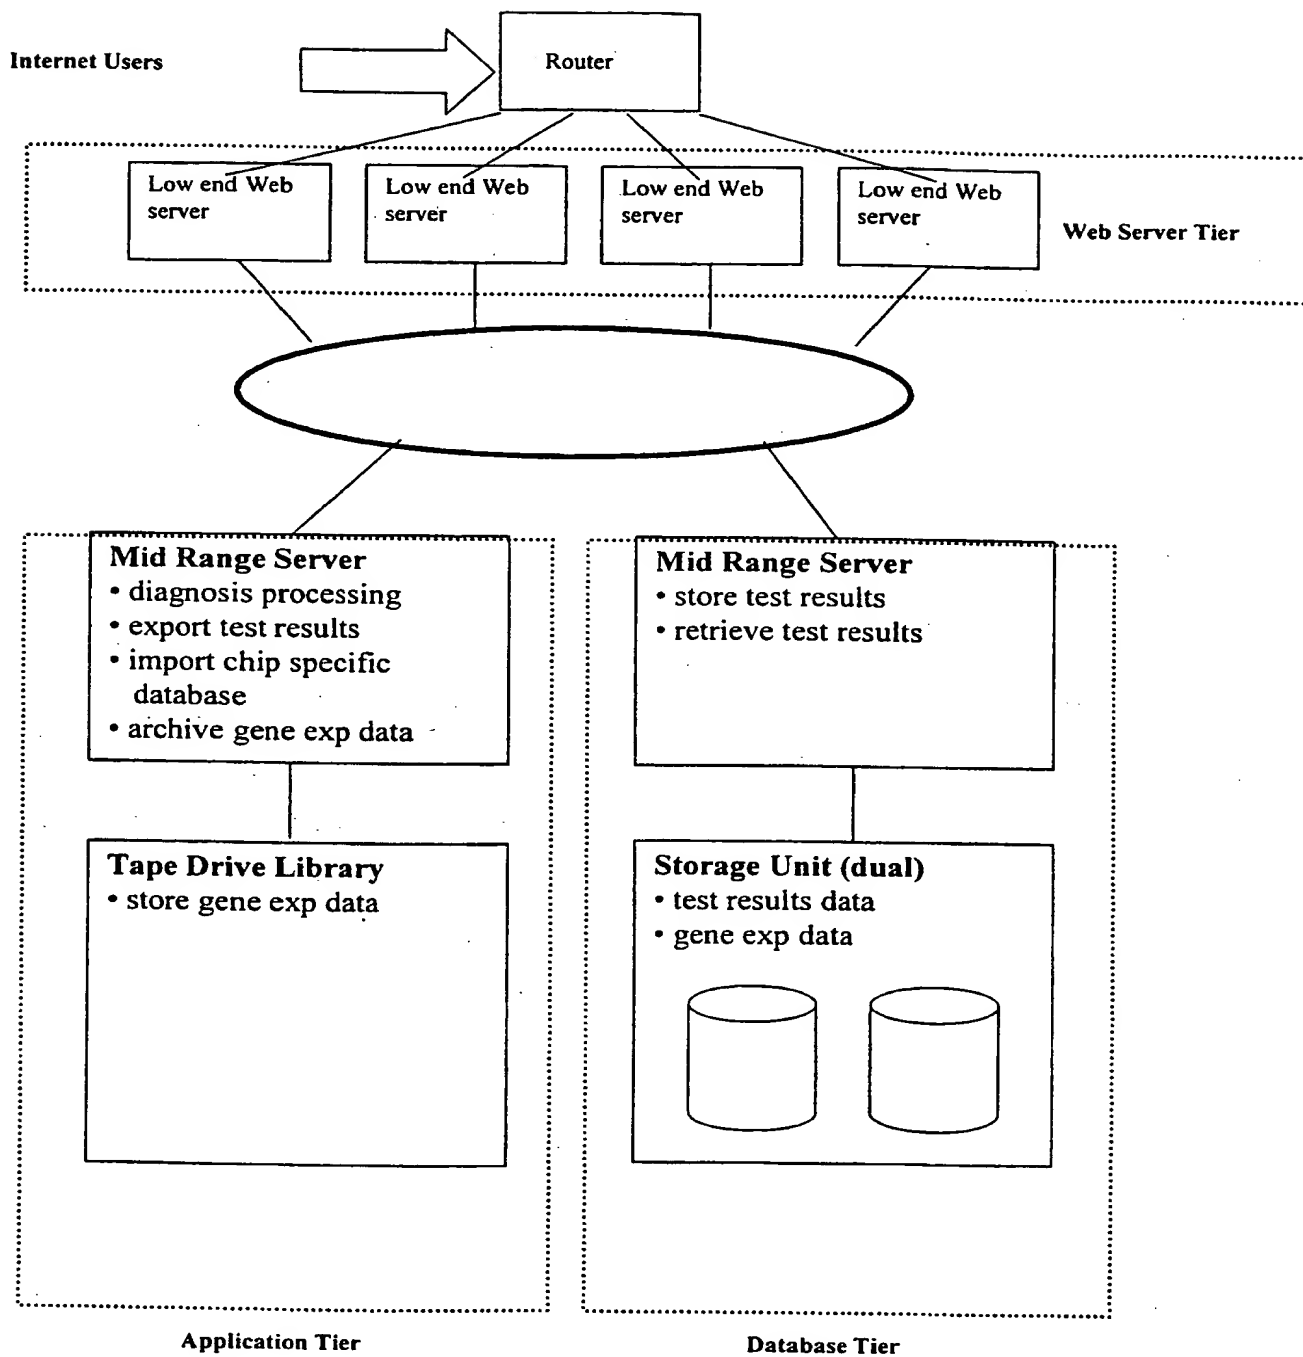 Internet Users
Router
Low end Web
server
Low end Web
server
Low end Web
server
Low end Web
server
Web Server Tier
Mid Range Server
• diagnosis processing
• export test results
• import chip specific
database
• archive gene exp data
Mid Range Server
• store test results
• retrieve test results
Tape Drive Library
• store gene exp data
Storage Unit (dual)
• test results data
• gene exp data
Application Tier
Database Tier